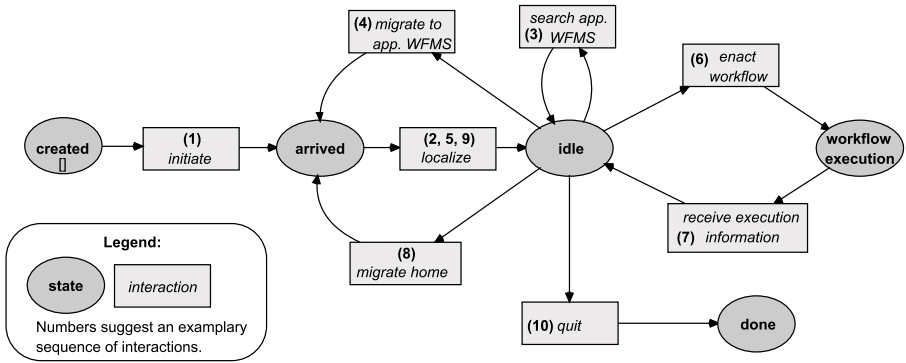 (4) migrate to
app. WFMS
search app.
(3) WFMS
(6) enact
workflow
created
[]
(1)
initiate
arrived
(2, 5, 9)
localize
idle
workflow
execution
receive execution
(7) information
(8)
migrate home
Legend:
state
interaction
Numbers suggest an examplary
sequence of interactions.
(10) quit
done